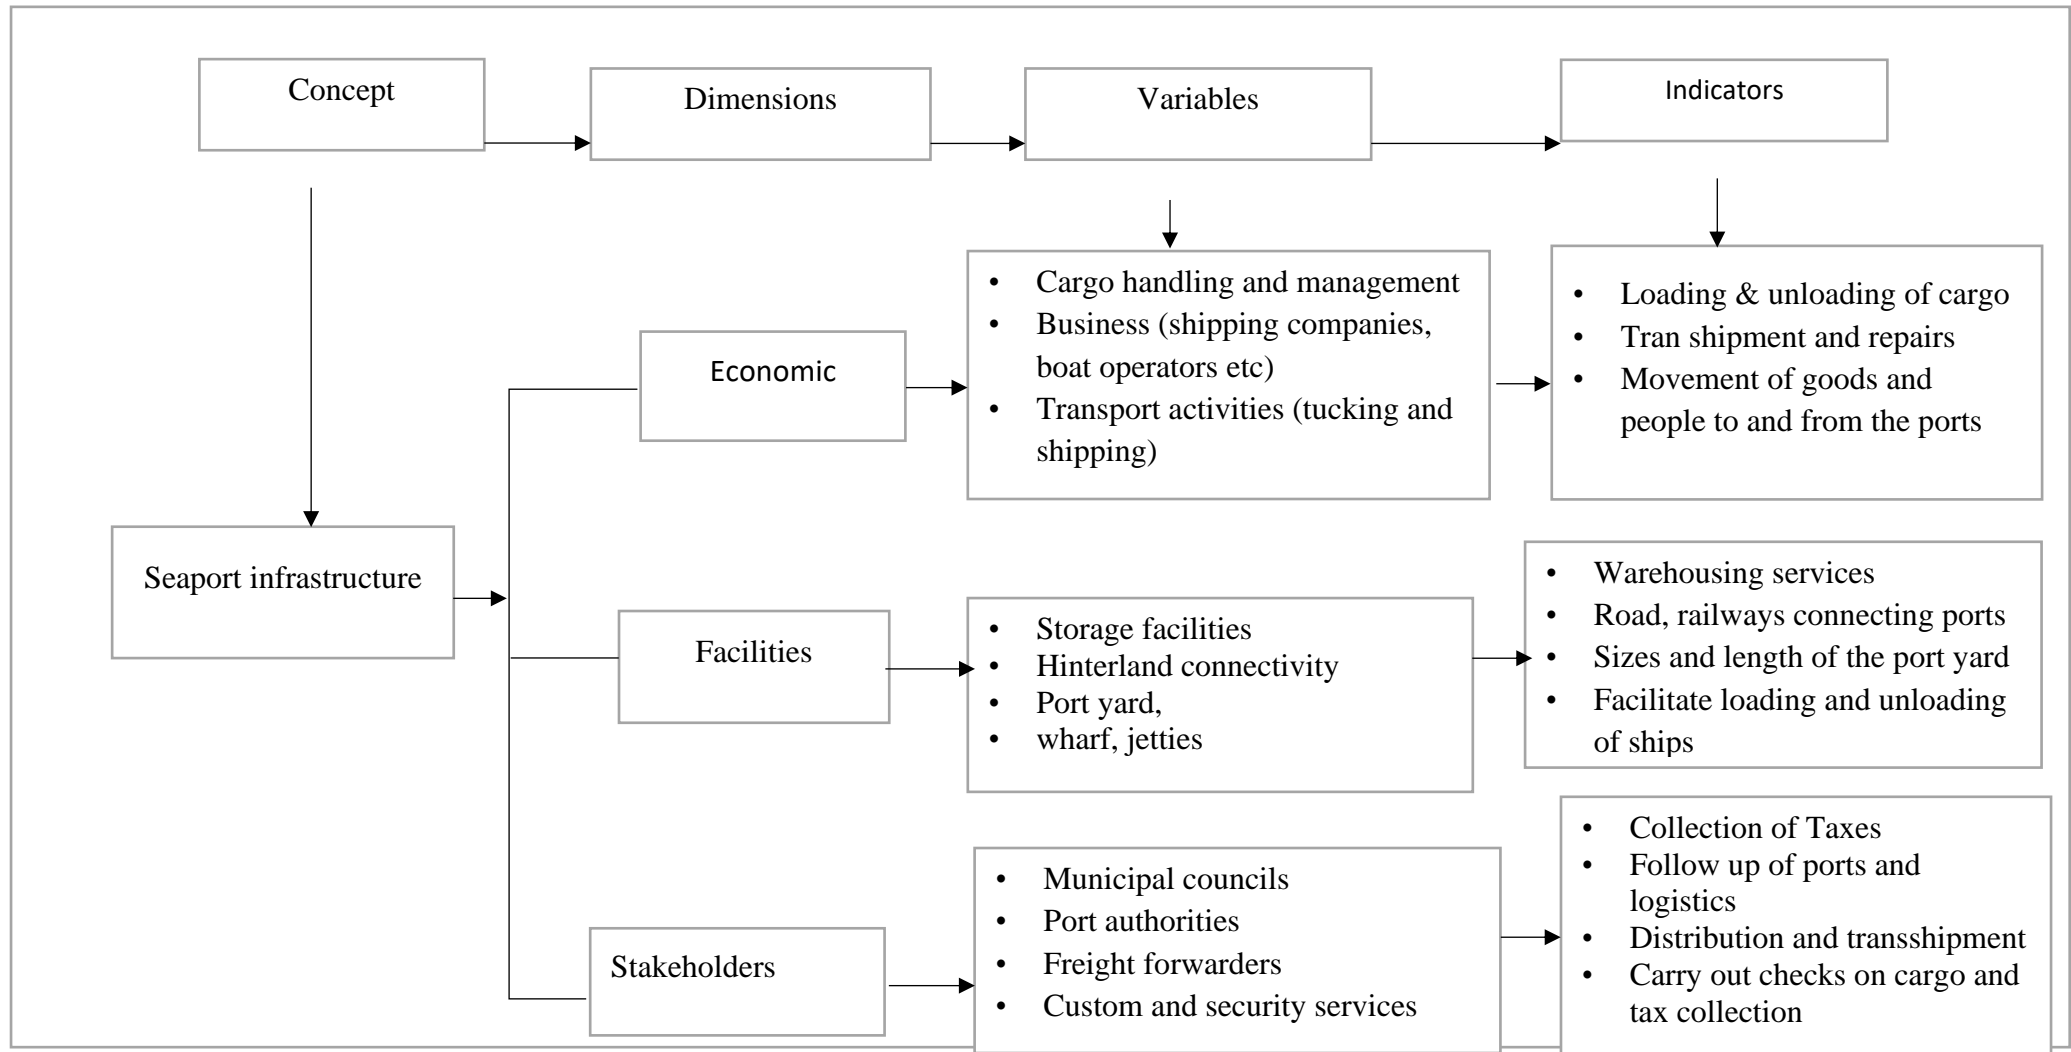 Concept
Dimensions
Variables
Indicators
• Cargo handling and management
• Business (shipping companies,
boat operators etc)
• Transport activities (tucking and
shipping)
• Loading & unloading of cargo
• Tran shipment and repairs
• Movement of goods and
people to and from the ports
Economic
Seaport infrastructure
Facilities
• Storage facilities
• Hinterland connectivity
• Port yard,
• wharf, jetties
• Warehousing services
• Road, railways connecting ports
• Sizes and length of the port yard
• Facilitate loading and unloading
of ships
Stakeholders
• Municipal councils
• Port authorities
• Freight forwarders
• Custom and security services
• Collection of Taxes
• Follow up of ports and
logistics
• Distribution and transshipment
• Carry out checks on cargo and
tax collection